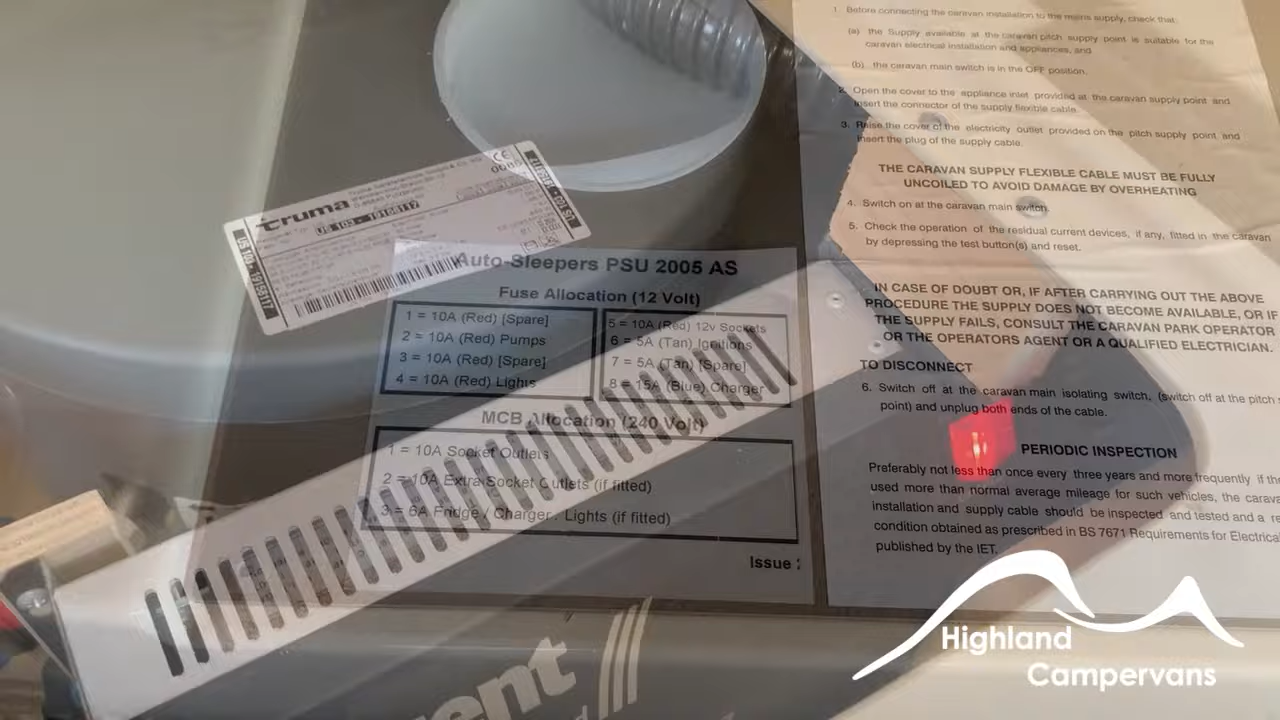 1. Before connecting the caravan installation to the mains supply, check that:
(a) the Supply available at the caravan pitch supply point is suitable for the
caravan electrical installation and appliances, and
(b) the caravan main switch is in the OFF position.
2. Open the cover to the appliance inlet provided at the caravan supply point and
insert the connector of the supply flexible cable.
3. Raise the cover of the electricity outlet provided on the pitch supply point and
insert the plug of the supply cable.
THE CARAVAN SUPPLY FLEXIBLE CABLE MUST BE FULLY
UNCOILED TO AVOID DAMAGE BY OVERHEATING
4. Switch on at the caravan main switch.
5. Check the operation of the residual current devices, if any, fitted in the caravan
by depressing the test button(s) and reset.
IN CASE OF DOUBT OR, IF AFTER CARRYING OUT THE ABOVE
PROCEDURE THE SUPPLY DOES NOT BECOME AVAILABLE, OR IF
THE SUPPLY FAILS, CONSULT THE CARAVAN PARK OPERATOR
OR THE OPERATORS AGENT OR A QUALIFIED ELECTRICIAN.
TO DISCONNECT
6. Switch off at the caravan main isolating switch, (switch off at the pitch
point) and unplug both ends of the cable.
PERIODIC INSPECTION
Preferably not less than once every three years and more frequently if the
used more than normal average mileage for such vehicles, the
installation and supply cable should be inspected and tested and a
condition obtained as prescribed in BS 7671 Requirements for Electrical
published by the IET.
Truma
CE
US 103 - 19168117
Auto-Sleepers PSU 2005 AS
Fuse Allocation (12 Volt)
1 = 10A (Red) [Spare]
2 = 10A (Red) Pumps
3 = 10A (Red) [Spare]
4 = 10A (Red) Lights
5 = 10A (Red) 12v Sockets
6 = 5A (Tan) Ignitions
7 = 5A (Tan) [Spare]
8 = 15A (Blue) Charger
MCB Allocation (240 Volt)
1 = 10A Socket Outlets
2 = 10A Extra Socket Outlets (if fitted)
3 = 6A Fridge / Charger. Lights (if fitted)
Issue
Highland
Campervans